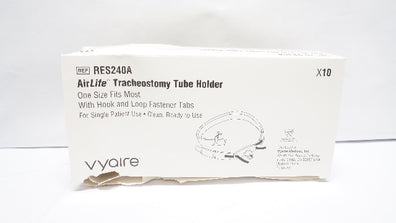 REF RES240A
X10
AirLife™ Tracheostomy Tube Holder
One Size Fits Most
With Hook and Loop Fastener Tabs
For Single Patient Use • Clean, Ready to Use
vyaire